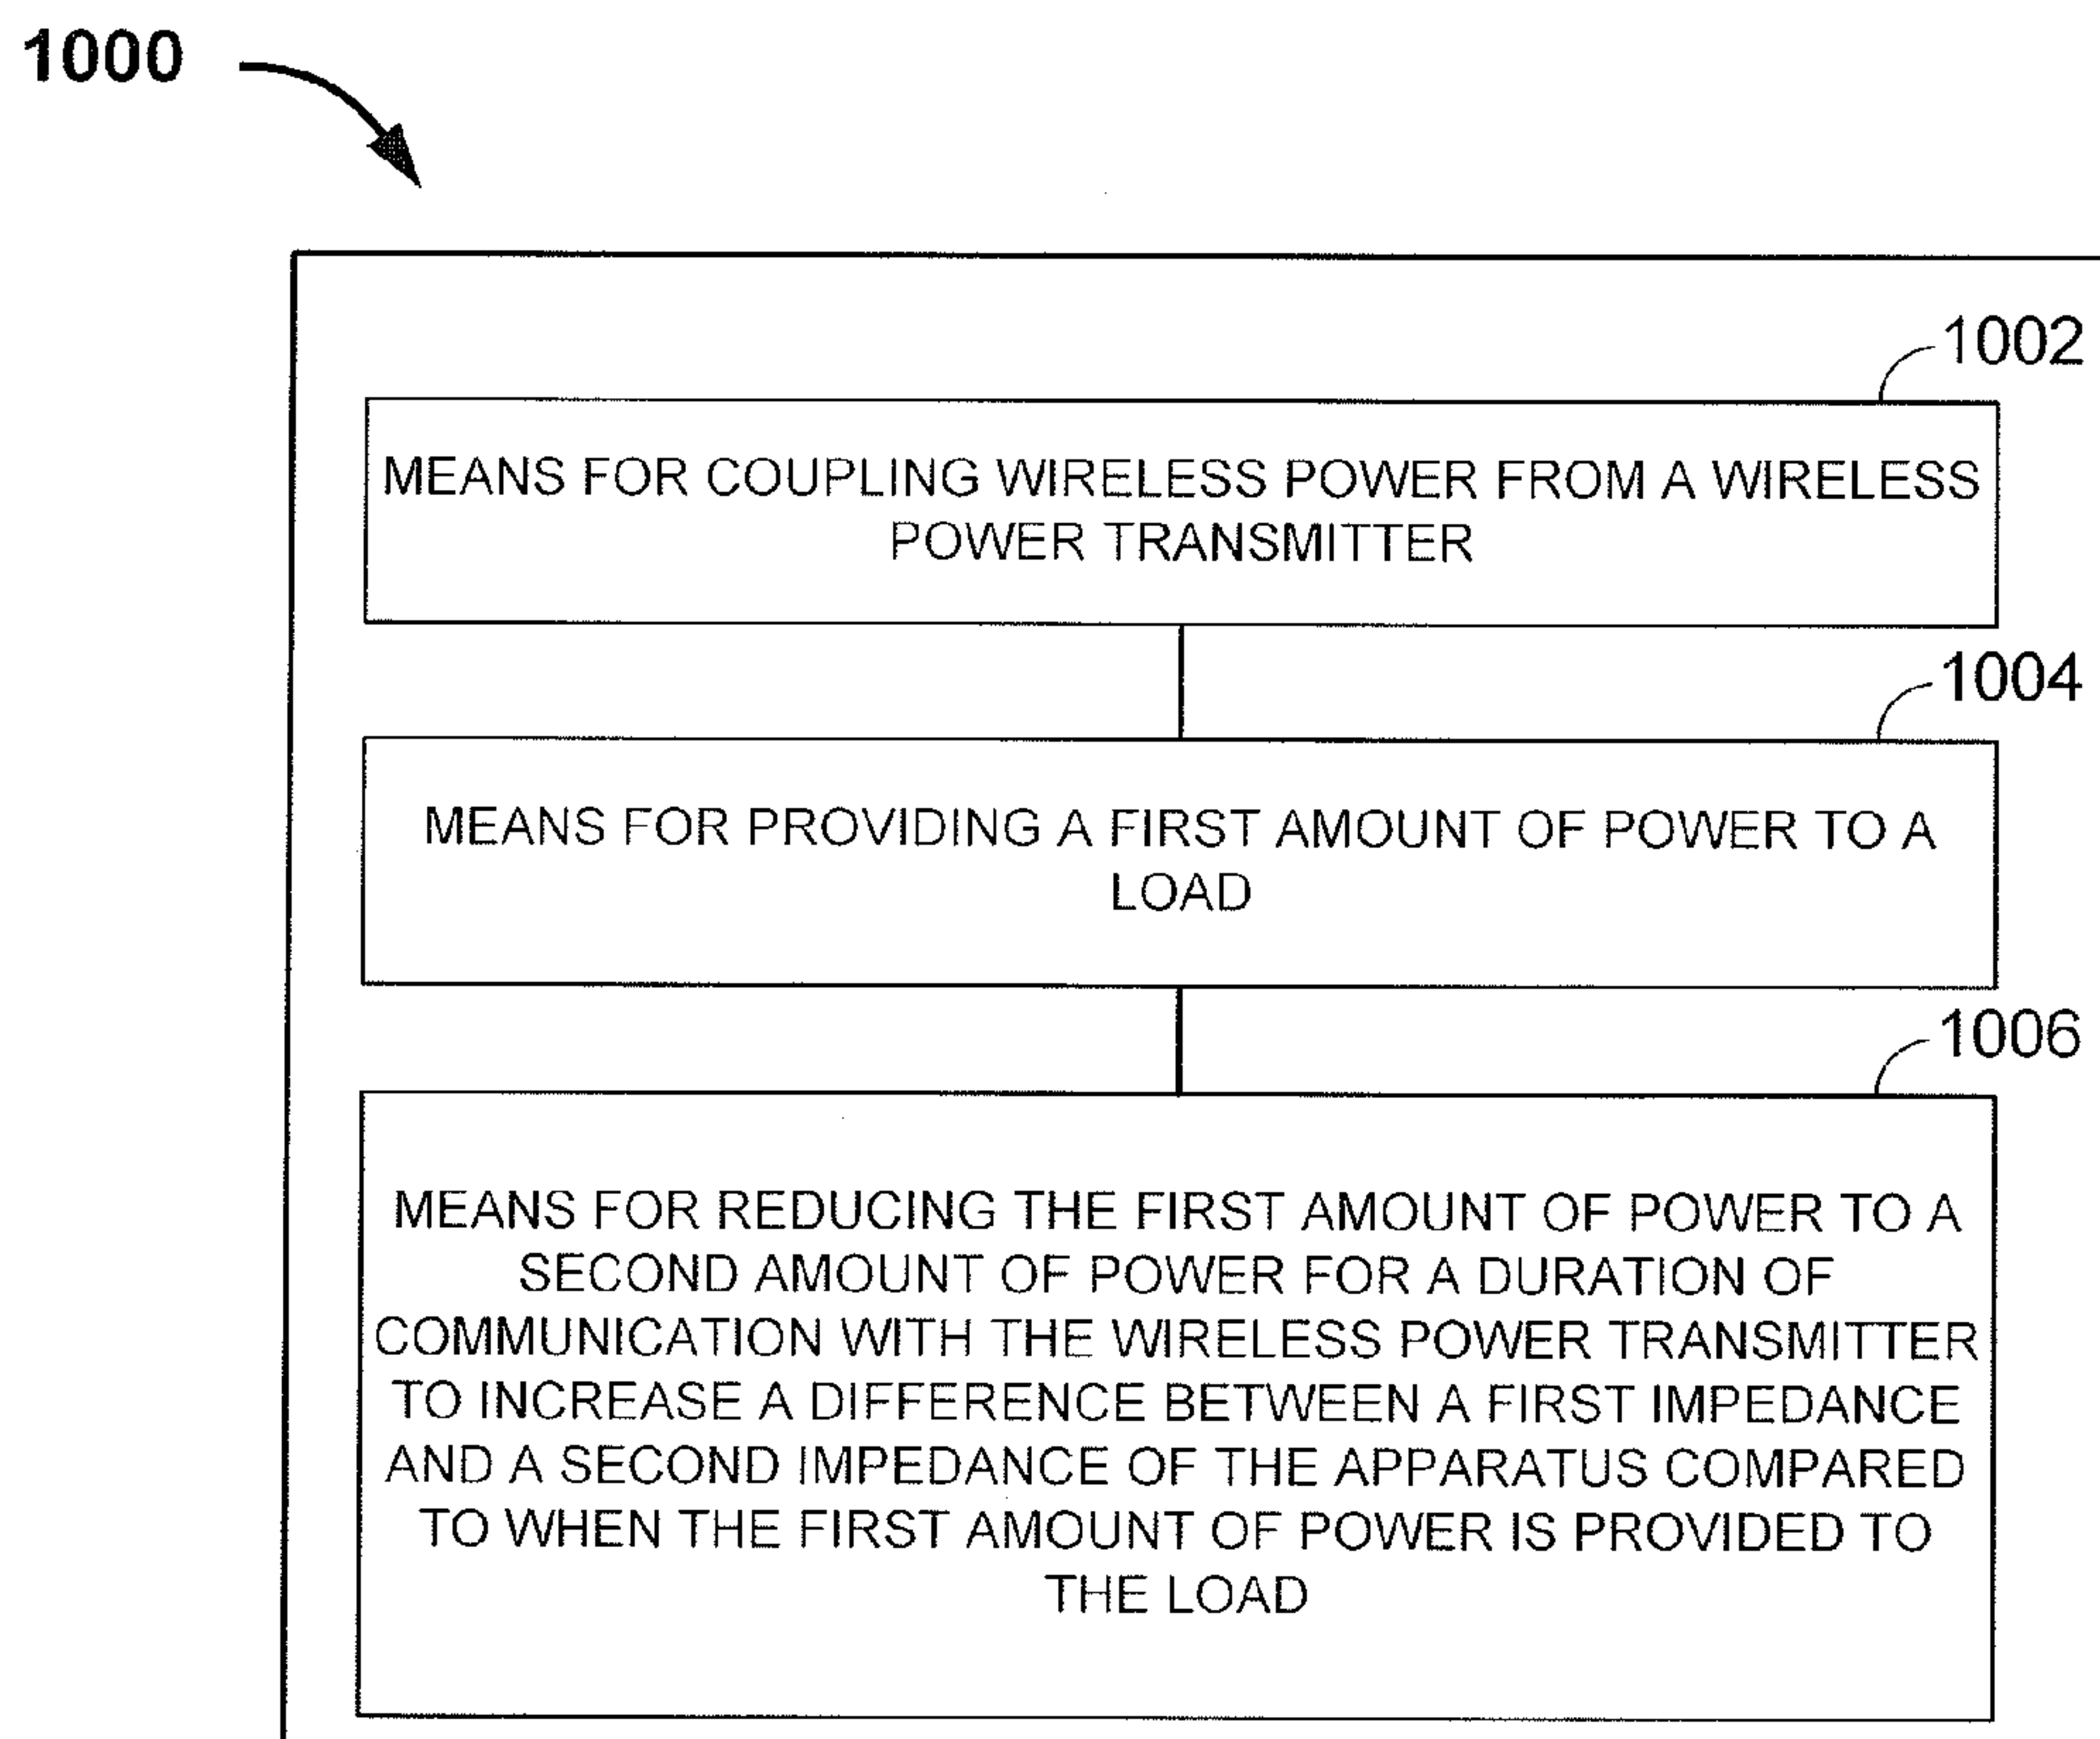 1000
1002
MEANS FOR COUPLING WIRELESS POWER FROM A WIRELESS
POWER TRANSMITTER
1004
MEANS FOR PROVIDING A FIRST AMOUNT OF POWER TO A
LOAD
1006
MEANS FOR REDUCING THE FIRST AMOUNT OF POWER TO A
SECOND AMOUNT OF POWER FOR A DURATION OF
COMMUNICATION WITH THE WIRELESS POWER TRANSMITTER
TO INCREASE A DIFFERENCE BETWEEN A FIRST IMPEDANCE
AND A SECOND IMPEDANCE OF THE APPARATUS COMPARED
TO WHEN THE FIRST AMOUNT OF POWER IS PROVIDED TO
THE LOAD